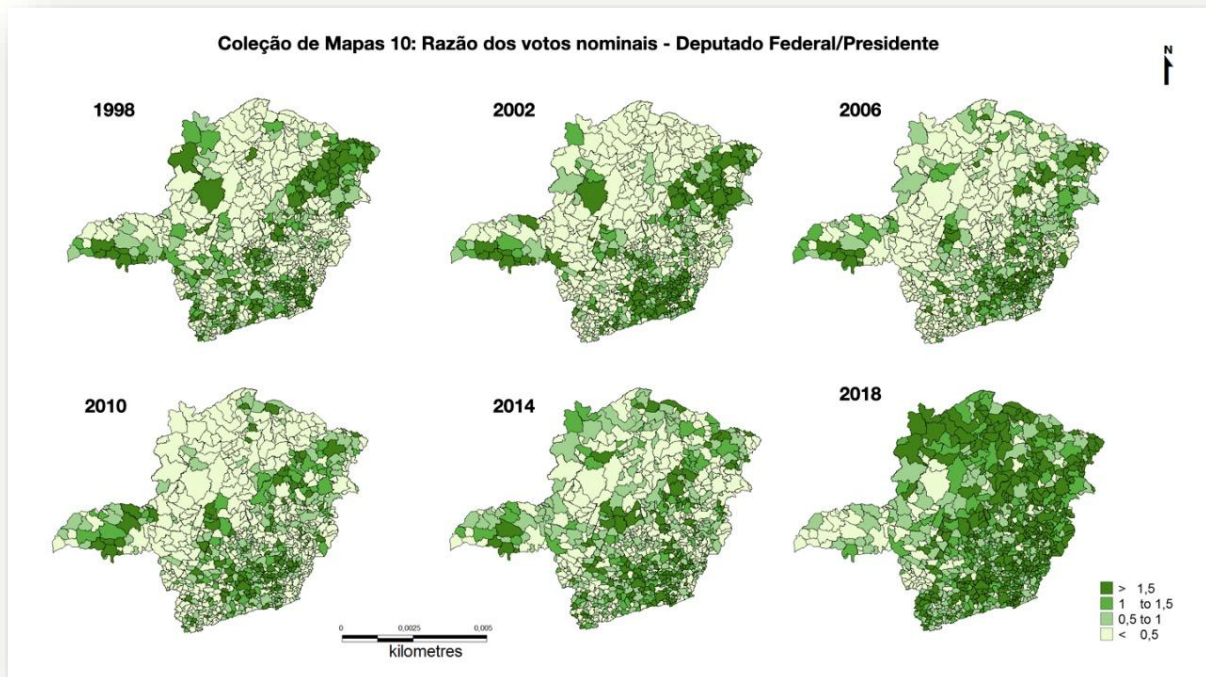 Coleção de Mapas 10: Razão dos votos nominais - Deputado Federal/Presidente
N
1998
2002
2006
2010
2014
2018
0 0,0025 0,005
kilometres
> 1,5
1 to 1,5
0,5 to 1
< 0,5